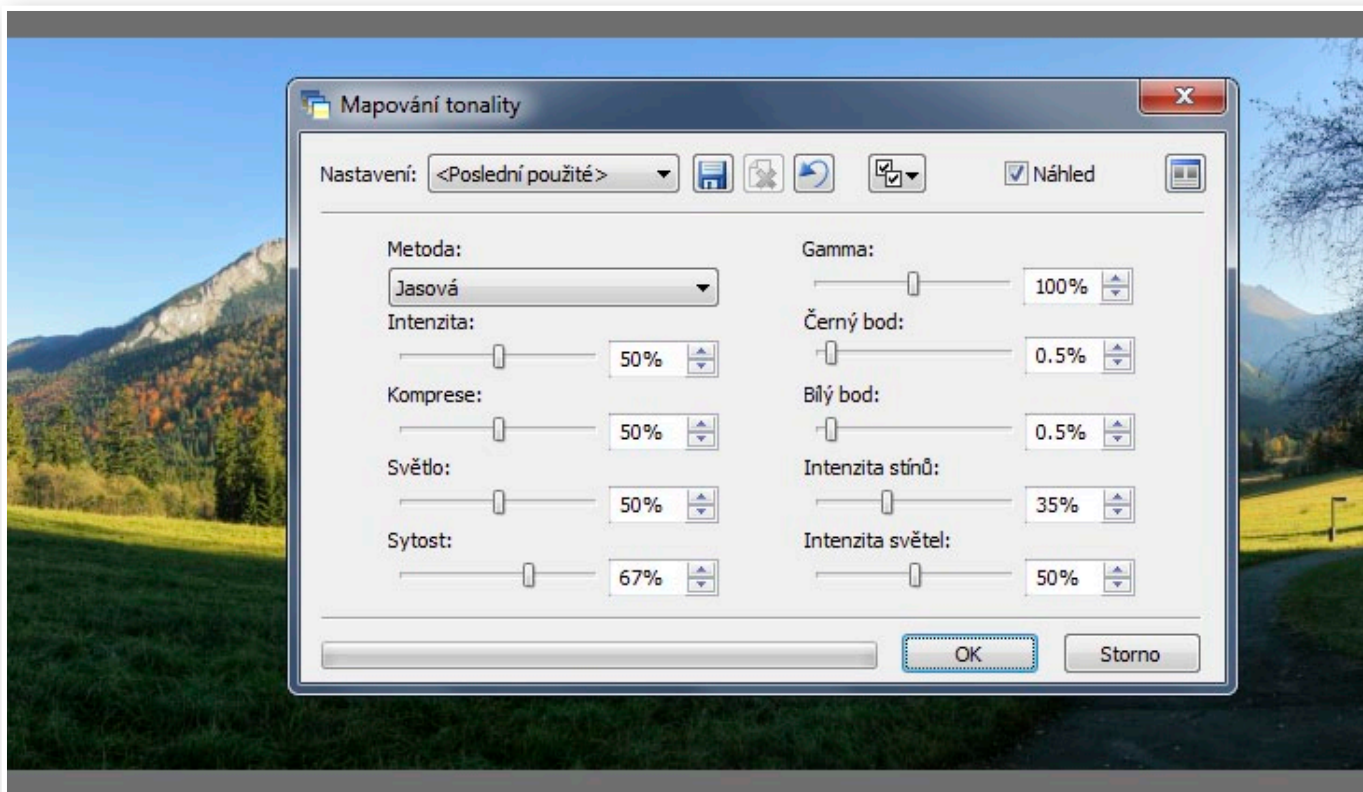 Mapování tonality
Nastavení: <Poslední použité> Náhled
Metoda:
Jasová
Intenzita:
50%
Komprese:
50%
Světlo:
50%
Sytost:
67%
Gamma:
100%
Černý bod:
0.5%
Bílý bod:
0.5%
Intenzita stínů:
35%
Intenzita světel:
50%
OK Storno